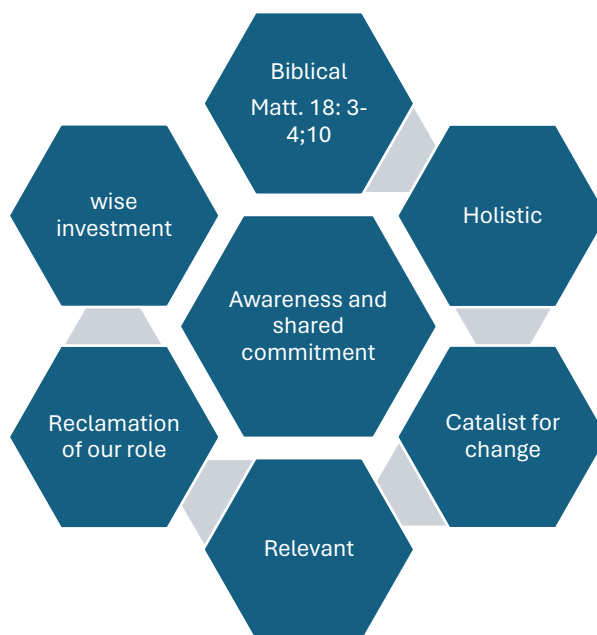 Biblical
Matt. 18: 3-
4;10
Holistic
Catalist for
change
Relevant
Reclamation
of our role
wise
investment
Awareness and
shared
commitment